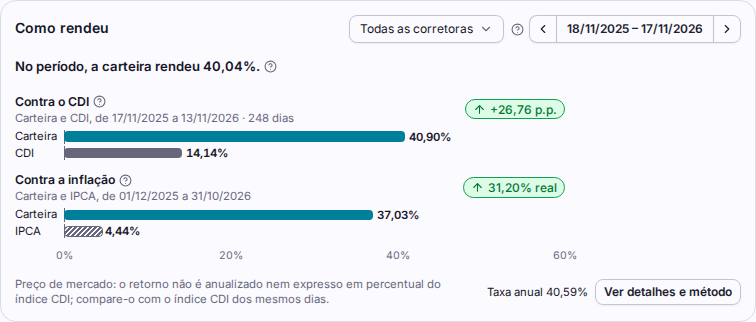 Como rendeu
Todas as corretoras
18/11/2025 – 17/11/2026
No período, a carteira rendeu 40,04%.
Contra o CDI
+26,76 p.p.
Carteira e CDI, de 17/11/2025 a 13/11/2026 · 248 dias
Carteira 40,90%
CDI 14,14%
Contra a inflação
31,20% real
Carteira e IPCA, de 01/12/2025 a 31/10/2026
Carteira 37,03%
IPCA 4,44%
0% 20% 40% 60%
Preço de mercado: o retorno não é anualizado nem expresso em percentual do
índice CDI; compare-o com o índice CDI dos mesmos dias.
Taxa anual 40,59%
Ver detalhes e método